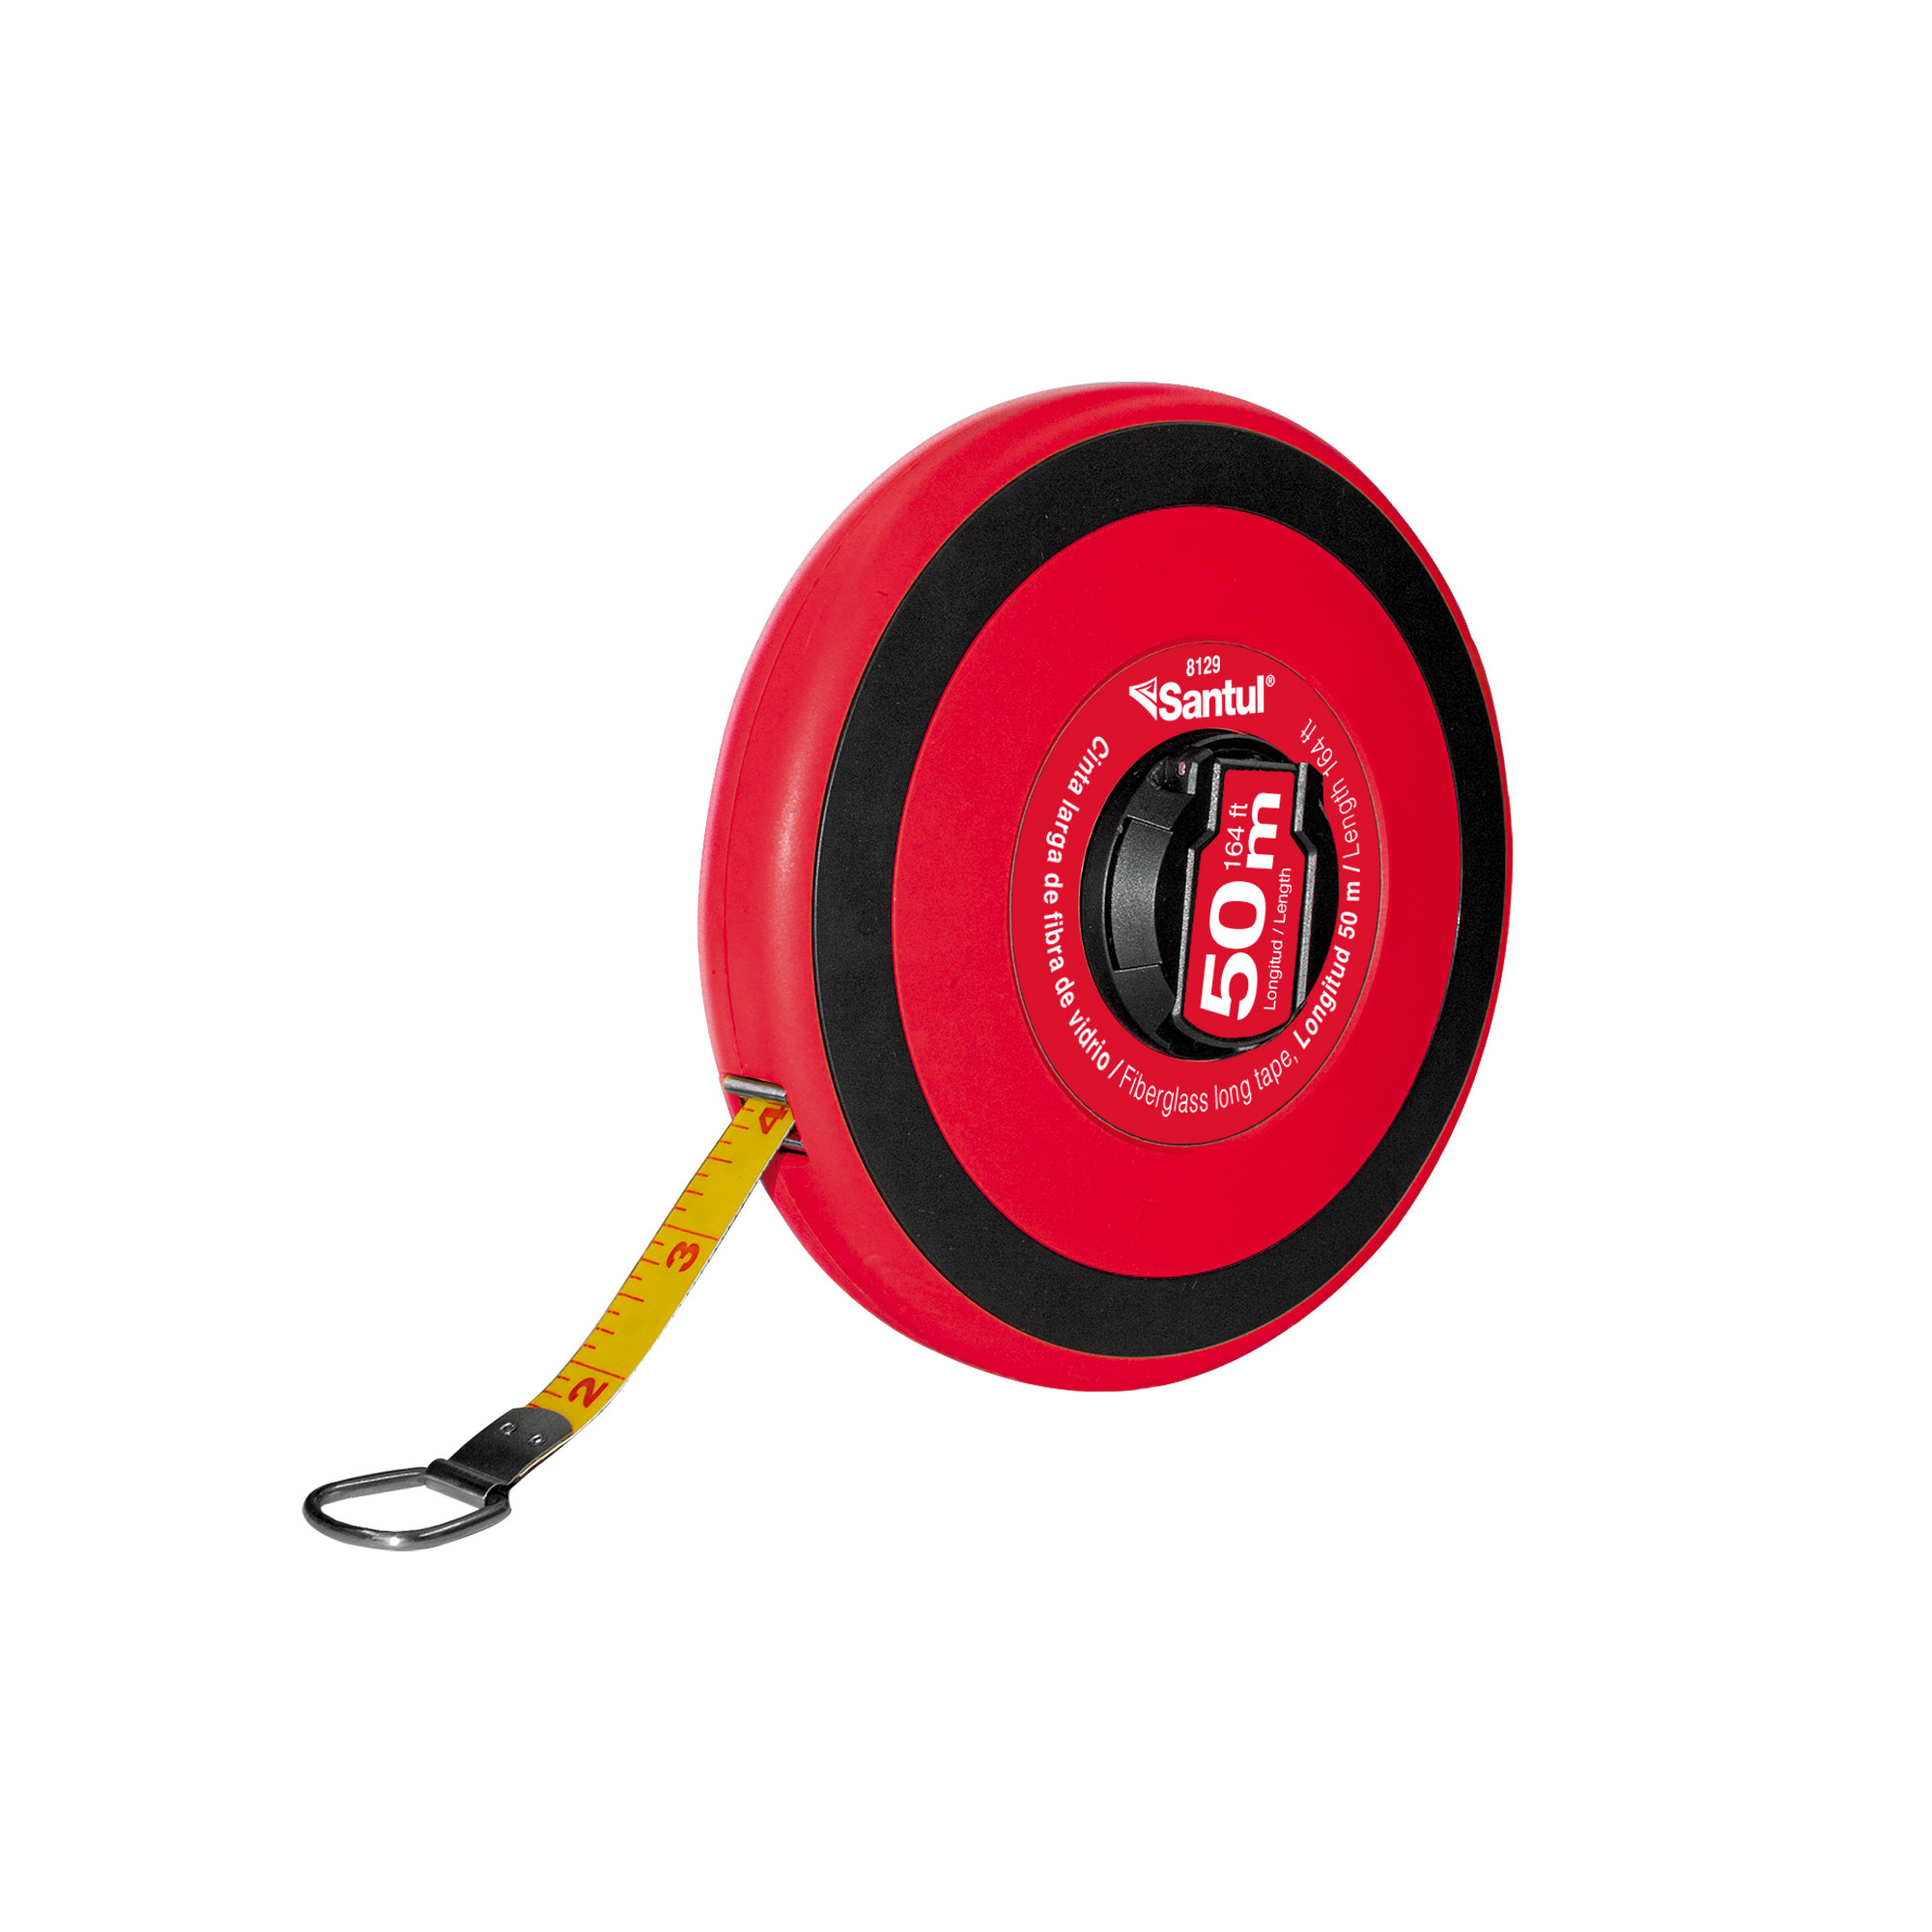 8129
Santul®
Cinta larga de fibra de vidrio / Fiberglass long tape, Longitud 50 m / Length 164 ft
50 m
164 ft
Longitud / Length
4
3
2